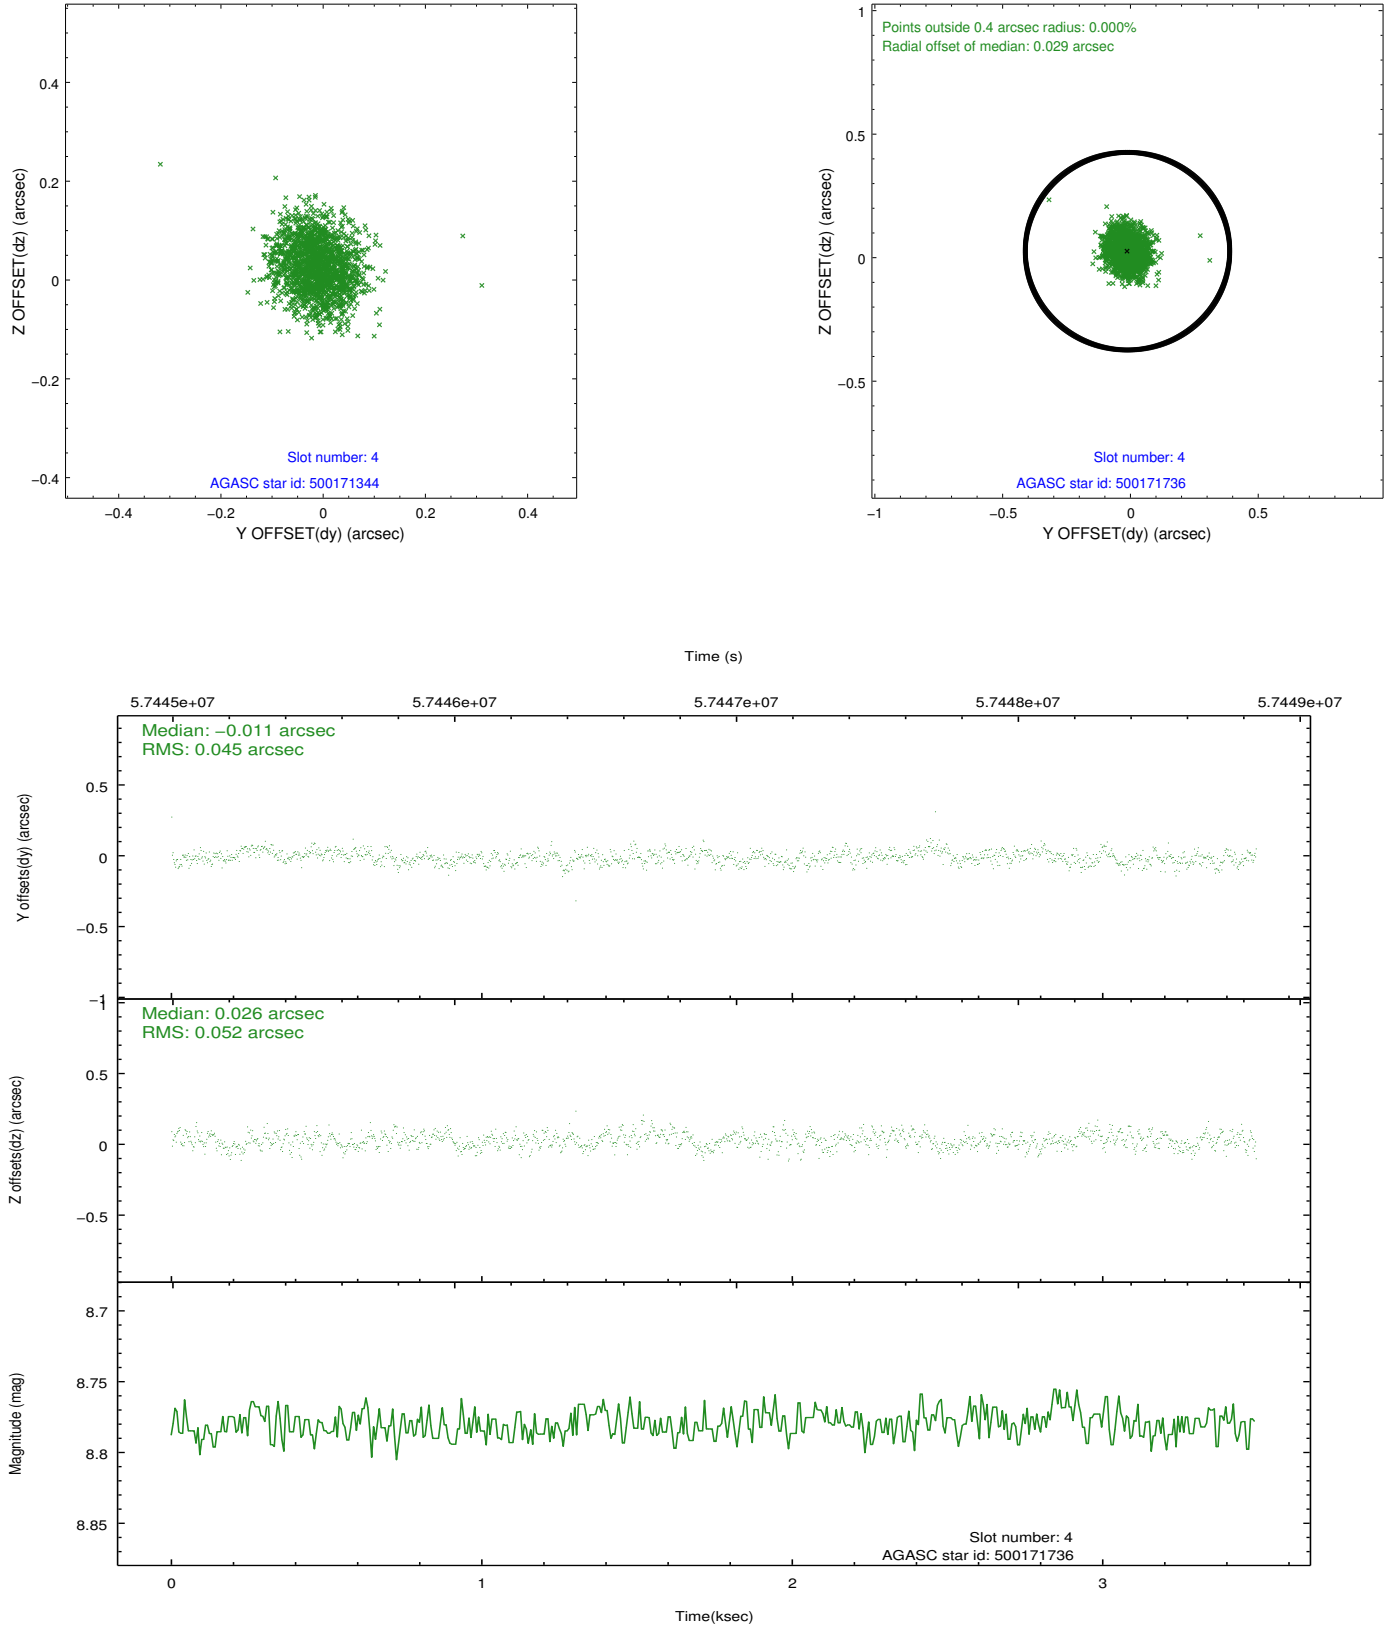 0.4
0.2
0
−0.2
−0.4
Z OFFSET(dz) (arcsec)
Slot number: 4
AGASC star id: 500171344
−0.4 −0.2 0 0.2 0.4
Y OFFSET(dy) (arcsec)
Points outside 0.4 arcsec radius: 0.000%
Radial offset of median: 0.029 arcsec
1
0.5
0
−0.5
Z OFFSET(dz) (arcsec)
Slot number: 4
AGASC star id: 500171736
−1 −0.5 0 0.5
Y OFFSET(dy) (arcsec)
Time (s)
5.7445e+07 5.7446e+07 5.7447e+07 5.7448e+07 5.7449e+07
Median: −0.011 arcsec
RMS: 0.045 arcsec
0.5
0
−0.5
−1
Y offsets(dy) (arcsec)
Median: 0.026 arcsec
RMS: 0.052 arcsec
1
0.5
0
−0.5
Z offsets(dz) (arcsec)
8.7
8.75
8.8
8.85
Magnitude (mag)
Slot number: 4
AGASC star id: 500171736
0 1 2 3
Time(ksec)